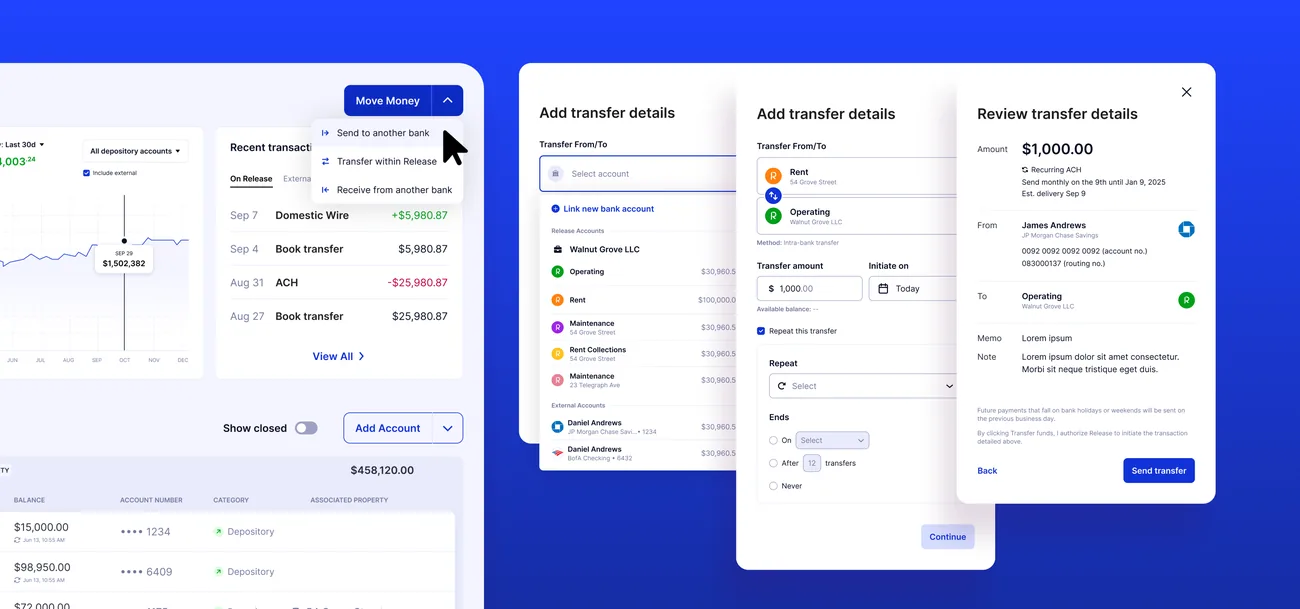 Move Money
Send to another bank
Transfer within Release
Receive from another bank
: Last 30d
4,003.24
All depository accounts
Include external
SEP 29
$1,502,382
JUN JUL AUG SEP OCT NOV DEC
Recent transacti
On Release Externa
Sep 7 Domestic Wire +$5,980.87
Sep 4 Book transfer $5,980.87
Aug 31 ACH -$25,980.87
Aug 27 Book transfer $25,980.87
View All
Show closed
Add Account
TY $458,120.00
BALANCE ACCOUNT NUMBER CATEGORY ASSOCIATED PROPERTY
$15,000.00 •••• 1234 Depository
Jun 13, 10:55 AM
$98,950.00 •••• 6409 Depository
Jun 13, 10:55 AM
$72,000.00
Add transfer details
Transfer From/To
Select account
Link new bank account
Release Accounts
Walnut Grove LLC
R Operating $30,960.5
R Rent $100,000.0
R Maintenance $30,960.5
54 Grove Street
R Rent Collections $30,960.5
54 Grove Street
R Maintenance $30,960.5
23 Telegraph Ave
External Accounts
Daniel Andrews $30,960.5
JP Morgan Chase Savi... • 1234
Daniel Andrews $30,960.5
BofA Checking • 6432
Add transfer details
Transfer From/To
R Rent
54 Grove Street
R Operating
Walnut Grove LLC
Method: Intra-bank transfer
Transfer amount Initiate on
$ 1,000.00 Today
Available balance: --
Repeat this transfer
Repeat
Select
Ends
On Select
After 12 transfers
Never
Continue
Review transfer details
Amount $1,000.00
Recurring ACH
Send monthly on the 9th until Jan 9, 2025
Est. delivery Sep 9
From James Andrews
JP Morgan Chase Savings
0092 0092 0092 0092 (account no.)
083000137 (routing no.)
To Operating R
Walnut Grove LLC
Memo Lorem ipsum
Note Lorem ipsum dolor sit amet consectetur.
Morbi sit neque tristique eget duis.
Future payments that fall on bank holidays or weekends will be sent on
the previous business day.
By clicking Transfer funds, I authorize Release to initiate the transaction
detailed above.
Back Send transfer